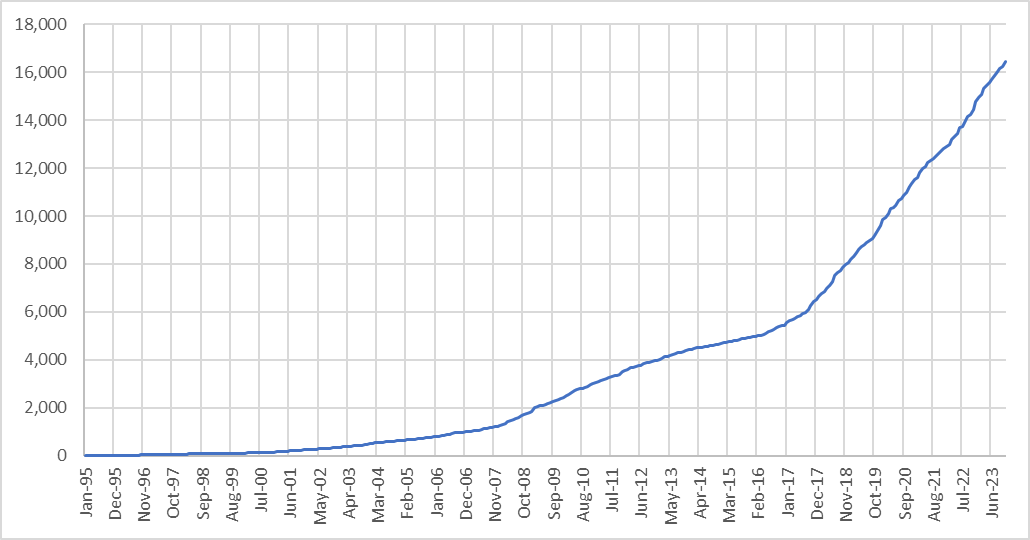 18,000
16,000
14,000
12,000
10,000
8,000
6,000
4,000
2,000
0
Jan-95
Dec-95
Nov-96
Oct-97
Sep-98
Aug-99
Jul-00
Jun-01
May-02
Apr-03
Mar-04
Feb-05
Jan-06
Dec-06
Nov-07
Oct-08
Sep-09
Aug-10
Jul-11
Jun-12
May-13
Apr-14
Mar-15
Feb-16
Jan-17
Dec-17
Nov-18
Oct-19
Sep-20
Aug-21
Jul-22
Jun-23